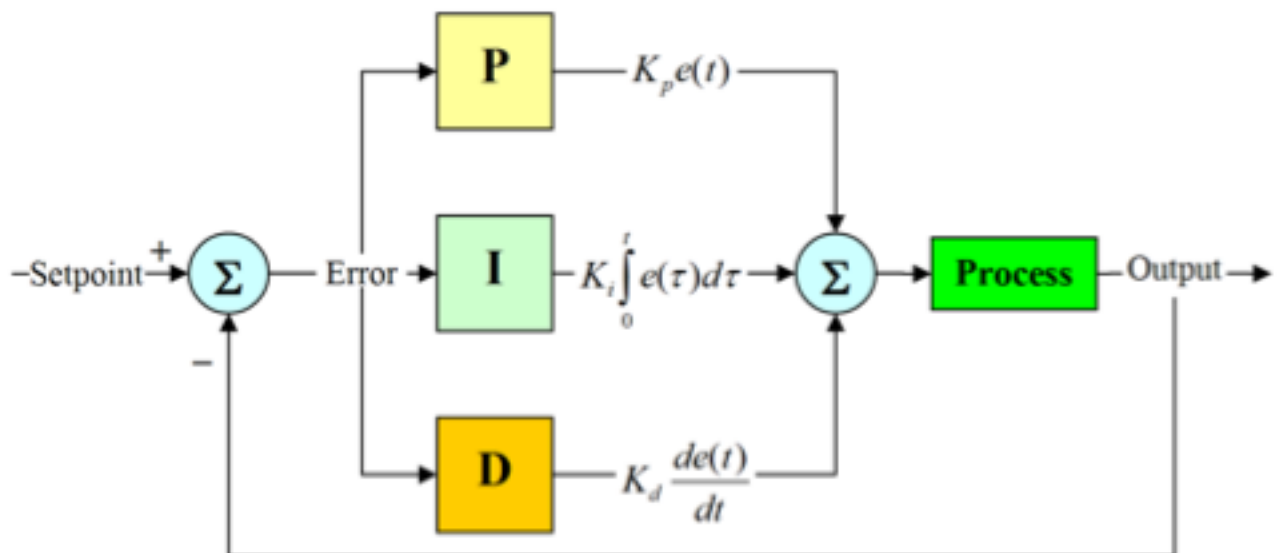 P
K_p e(t)
+
Setpoint
Σ
Error
I
K_i ∫_0^t e(τ)dτ
Σ
Process
Output
−
D
K_d de(t)/dt